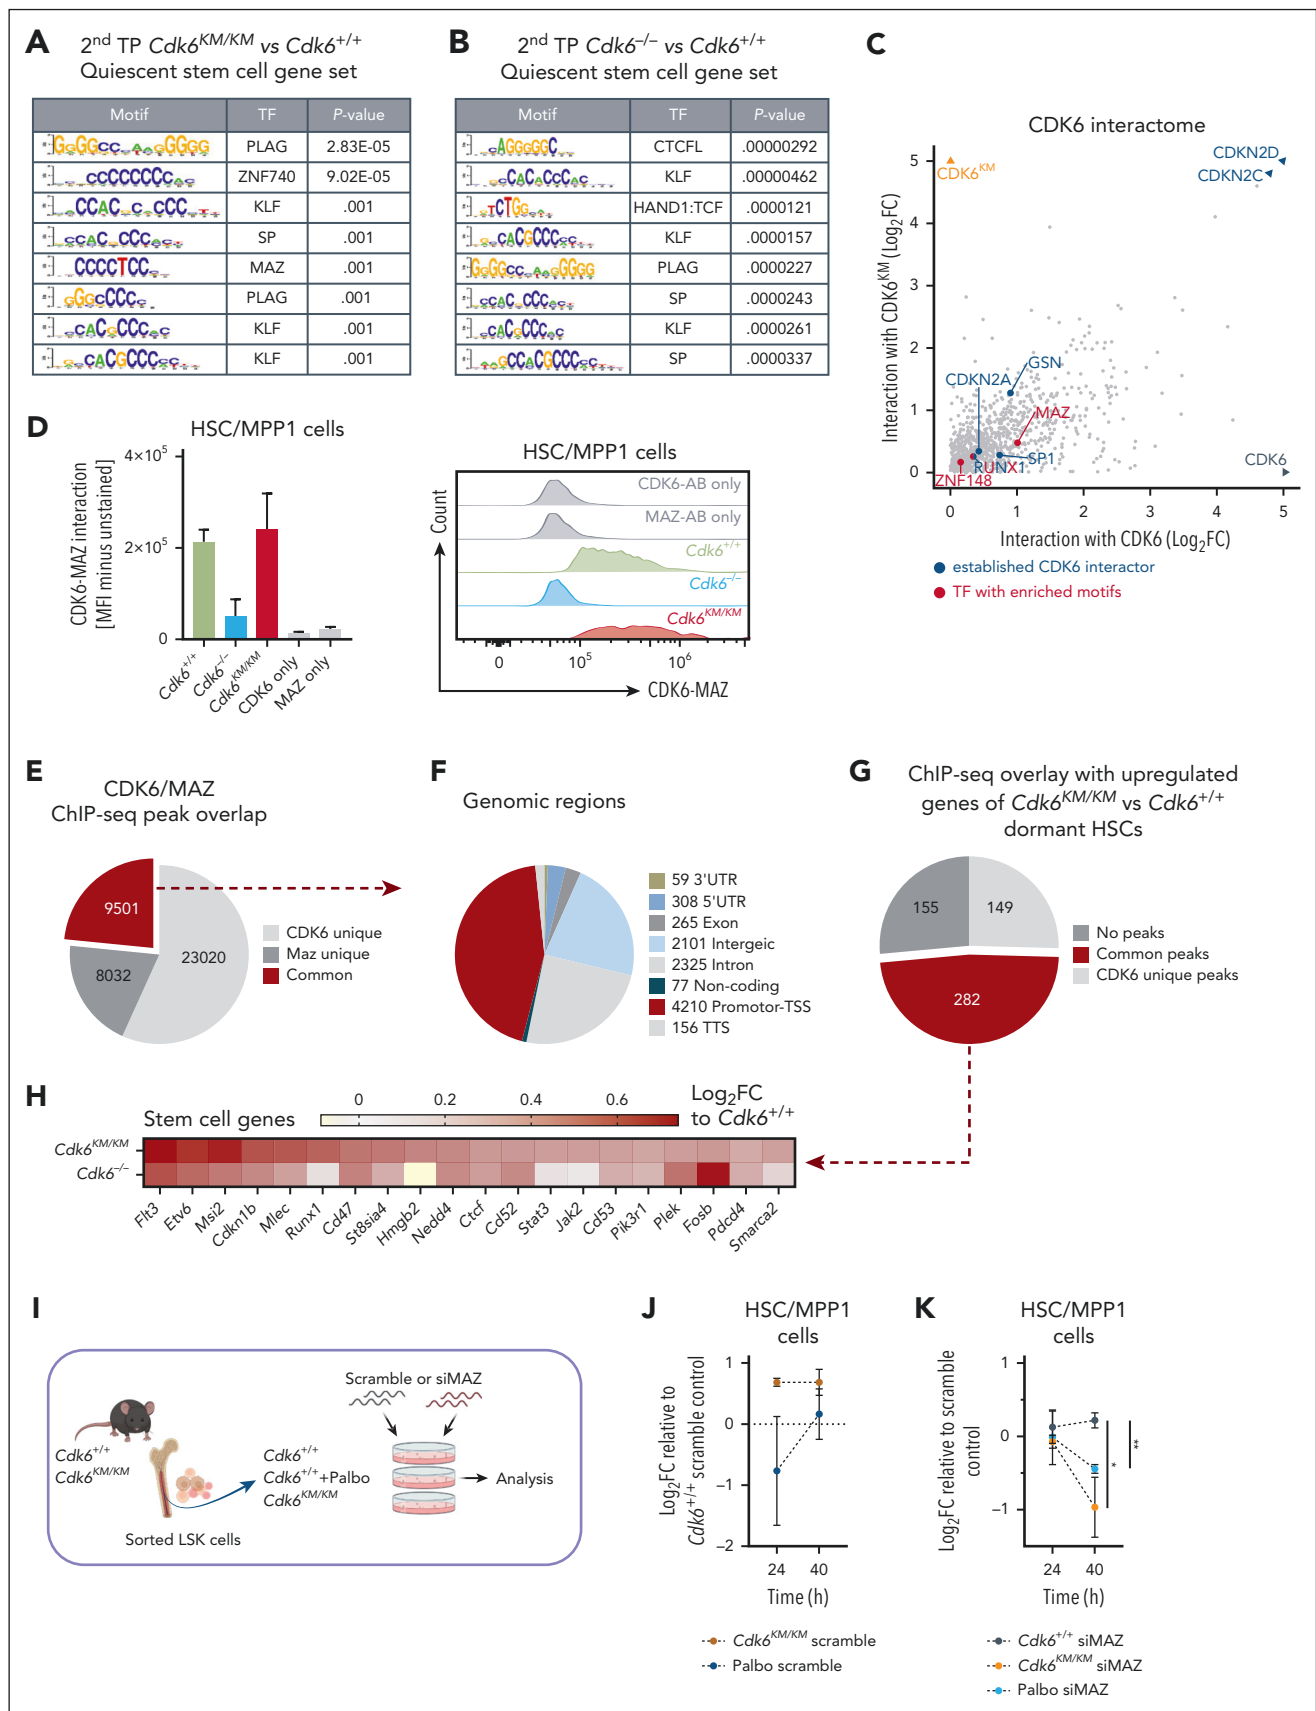 A
2nd TP Cdk6KM/KM vs Cdk6+/+
Quiescent stem cell gene set
Motif TF P-value
PLAG 2.83E-05
ZNF740 9.02E-05
KLF .001
SP .001
MAZ .001
PLAG .001
KLF .001
KLF .001
B
2nd TP Cdk6–/– vs Cdk6+/+
Quiescent stem cell gene set
Motif TF P-value
CTCFL .00000292
KLF .00000462
HAND1:TCF .0000121
KLF .0000157
PLAG .0000227
SP .0000243
KLF .0000261
SP .0000337
C
CDK6 interactome
Interaction with CDK6KM (Log2FC)
5
4
3
2
1
0
CDK6KM
CDKN2D
CDKN2C
GSN
CDKN2A
MAZ
SP1
RUNX1
ZNF148
CDK6
0 1 2 3 4 5
Interaction with CDK6 (Log2FC)
established CDK6 interactor
TF with enriched motifs
D
HSC/MPP1 cells
CDK6-MAZ interaction
[MFI minus unstained]
4×105
2×105
0
Cdk6+/+
Cdk6–/–
Cdk6KM/KM
CDK6 only
MAZ only
HSC/MPP1 cells
Count
CDK6-AB only
MAZ-AB only
Cdk6+/+
Cdk6–/–
Cdk6KM/KM
0 105 106
CDK6-MAZ
E
CDK6/MAZ
ChIP-seq peak overlap
9501
8032
23020
CDK6 unique
Maz unique
Common
F
Genomic regions
59 3'UTR
308 5'UTR
265 Exon
2101 Intergeic
2325 Intron
77 Non-coding
4210 Promotor-TSS
156 TTS
G
ChIP-seq overlay with upregulated
genes of Cdk6KM/KM vs Cdk6+/+
dormant HSCs
155
149
282
No peaks
Common peaks
CDK6 unique peaks
H
Stem cell genes
0 0.2 0.4 0.6
Log2FC
to Cdk6+/+
Cdk6KM/KM
Cdk6–/–
Flt3
Etv6
Msi2
Cdkn1b
Mlec
Runx1
Cd47
St8sia4
Hmgb2
Nedd4
Ctcf
Cd52
Stat3
Jak2
Cd53
Pik3r1
Plek
Fosb
Pdcd4
Smarca2
I
Scramble or siMAZ
Cdk6+/+
Cdk6KM/KM
Cdk6+/+
Cdk6+/++Palbo
Cdk6KM/KM
Analysis
Sorted LSK cells
J
HSC/MPP1
cells
Log2FC relative to
Cdk6+/+ scramble control
1
0
–1
–2
24 40
Time (h)
Cdk6KM/KM scramble
Palbo scramble
K
HSC/MPP1
cells
Log2FC relative to scramble
control
1
0
–1
*
**
24 40
Time (h)
Cdk6+/+ siMAZ
Cdk6KM/KM siMAZ
Palbo siMAZ